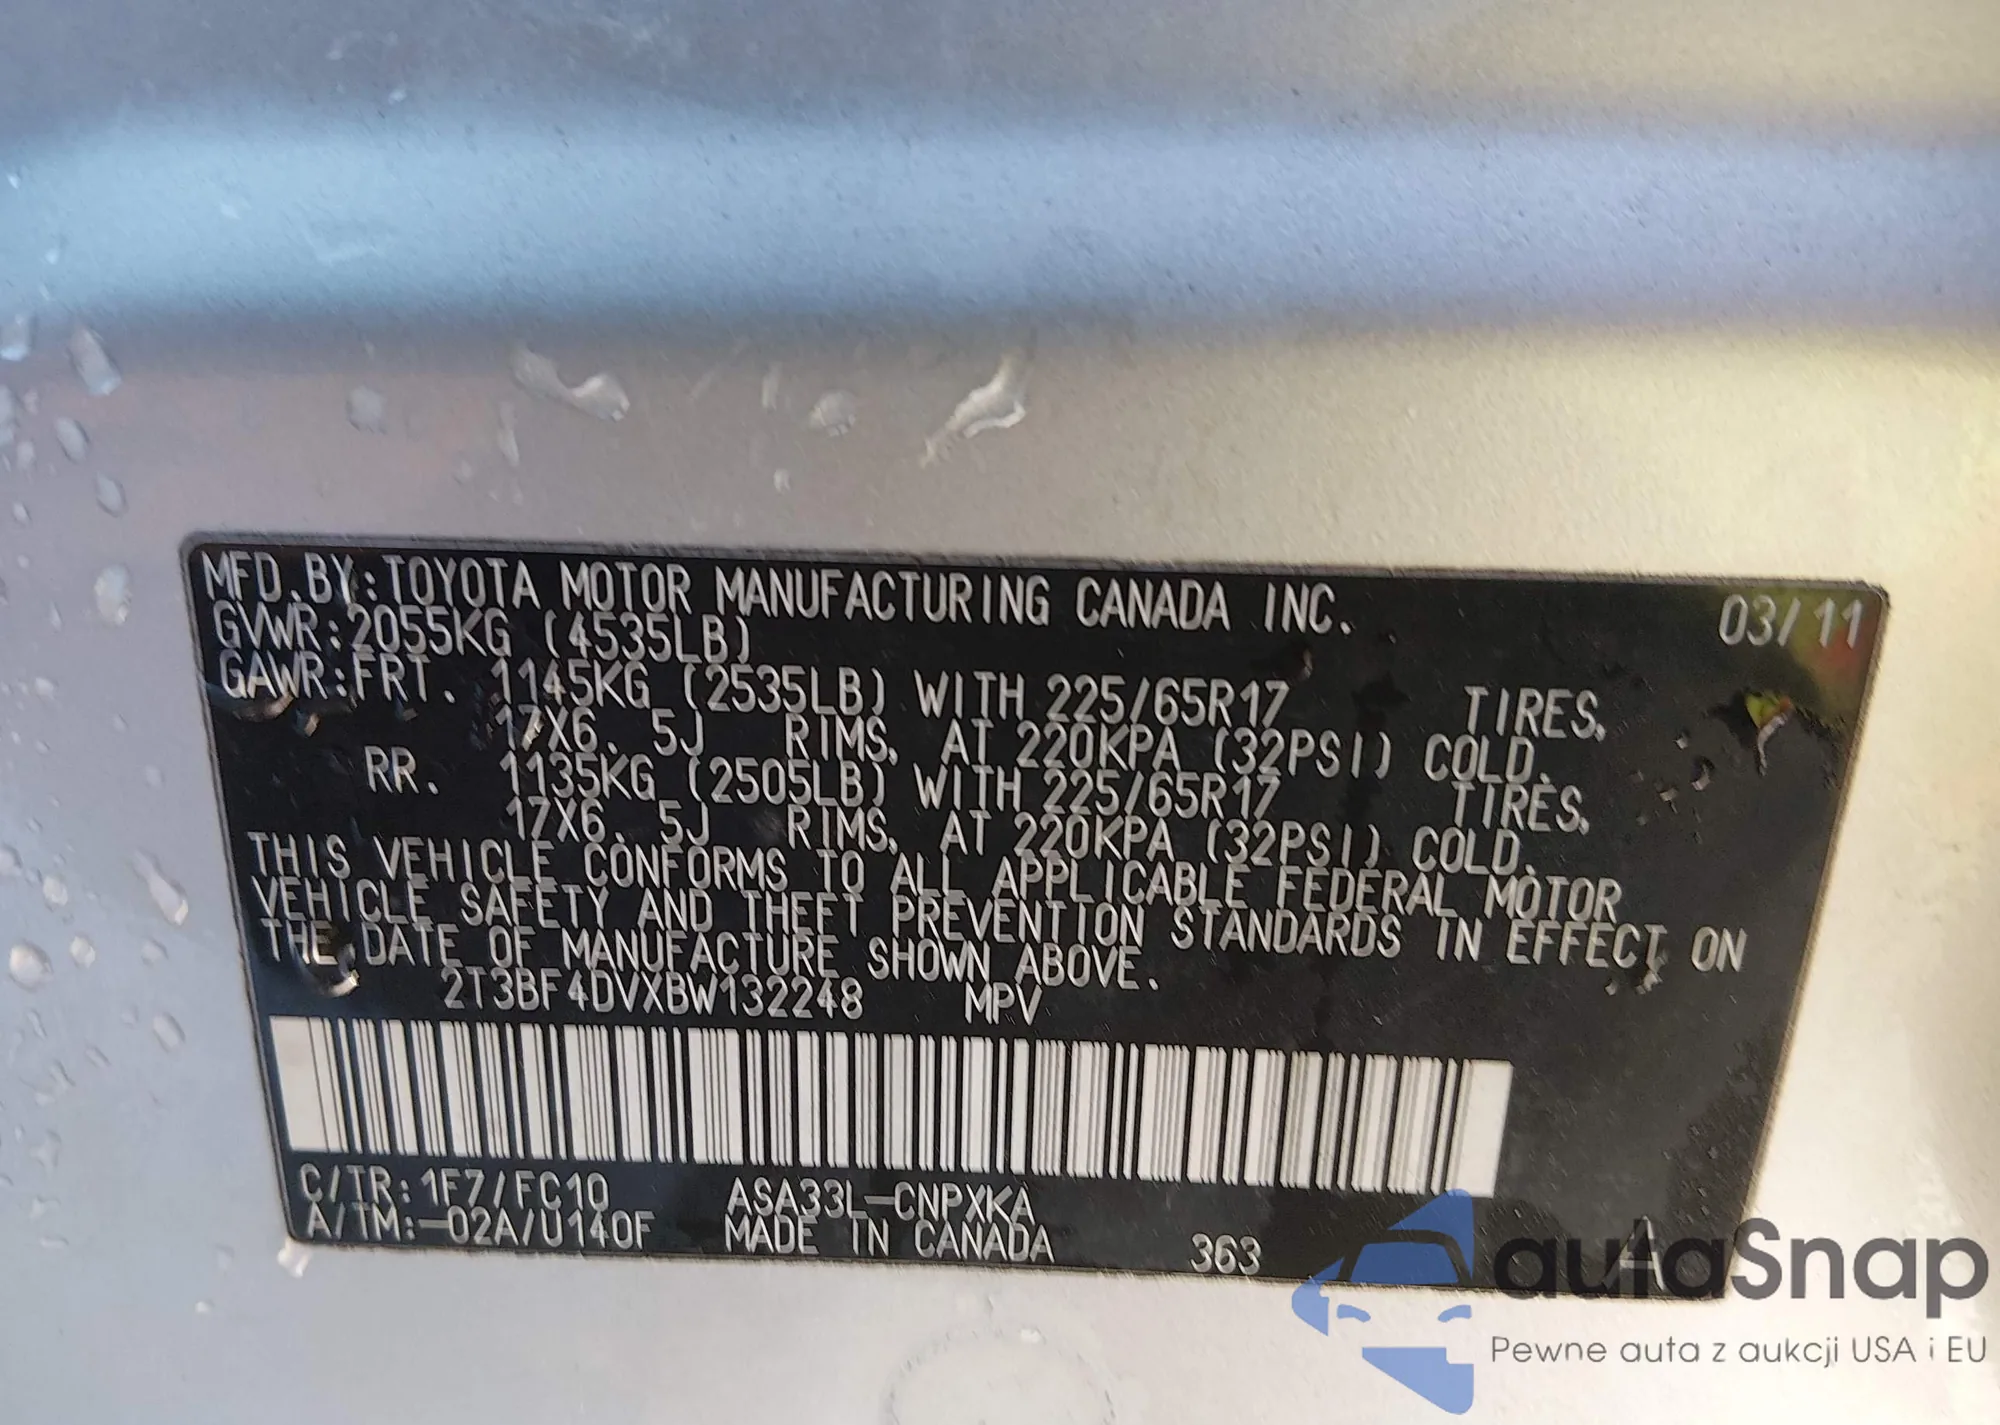 MFD.BY:TOYOTA MOTOR MANUFACTURING CANADA INC. 03/11
GVWR:2055KG (4535LB)
GAWR:FRT. 1145KG (2535LB) WITH 225/65R17 TIRES,
17X6.5J RIMS, AT 220KPA (32PSI) COLD.
RR. 1135KG (2505LB) WITH 225/65R17 TIRES,
17X6.5J RIMS, AT 220KPA (32PSI) COLD.
THIS VEHICLE CONFORMS TO ALL APPLICABLE FEDERAL MOTOR
VEHICLE SAFETY AND THEFT PREVENTION STANDARDS IN EFFECT ON
THE DATE OF MANUFACTURE SHOWN ABOVE.
2T3BF4DVXBW132248 MPV
C/TR:1F7/FC10 ASA33L-CNPXKA
A/TM:-02A/U140F MADE IN CANADA 363 A
autoSnap
Pewne auta z aukcji USA i EU